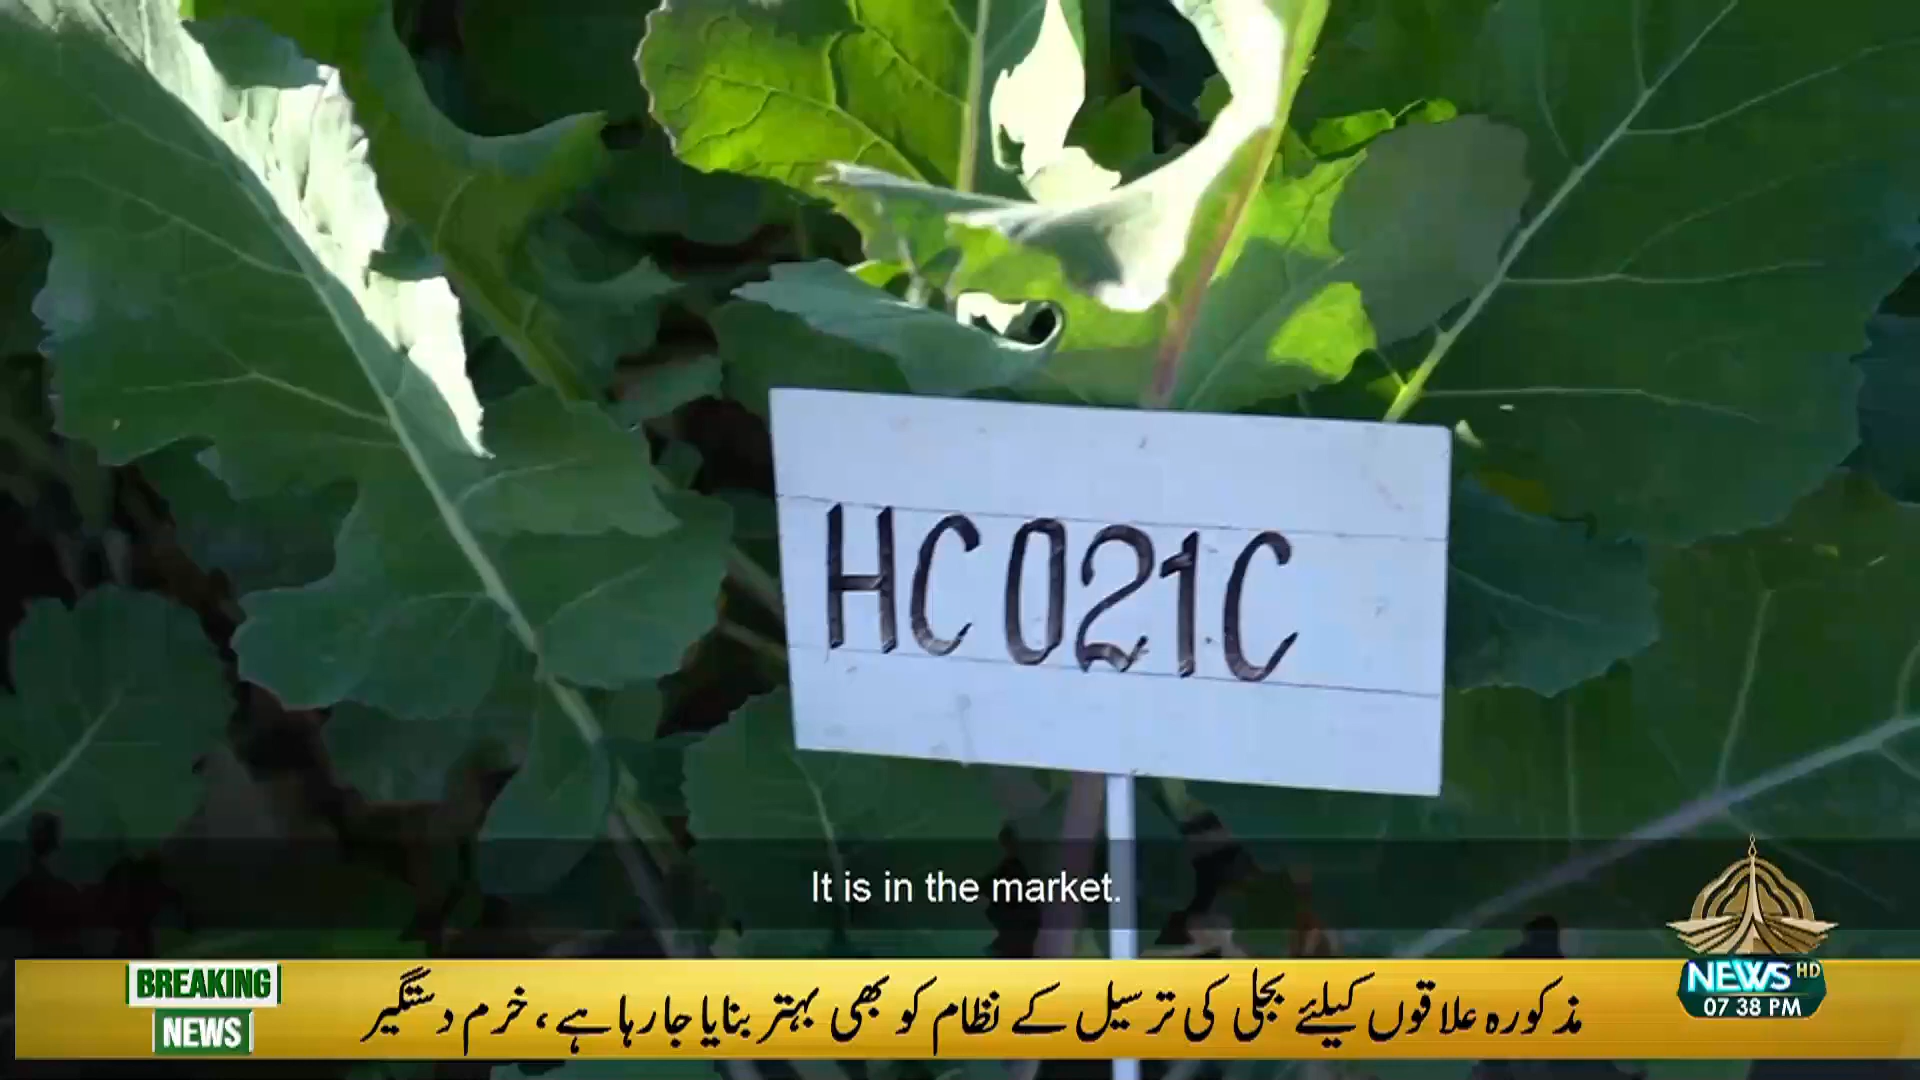 HC021C
It is in the market.
NEWS HD
07 38 PM
BREAKING
NEWS
مذکورہ علاقوں کیلئے بجلی کی ترسیل کے نظام کو بھی بہتر بنایا جارہا ہے، خرم دستگیر